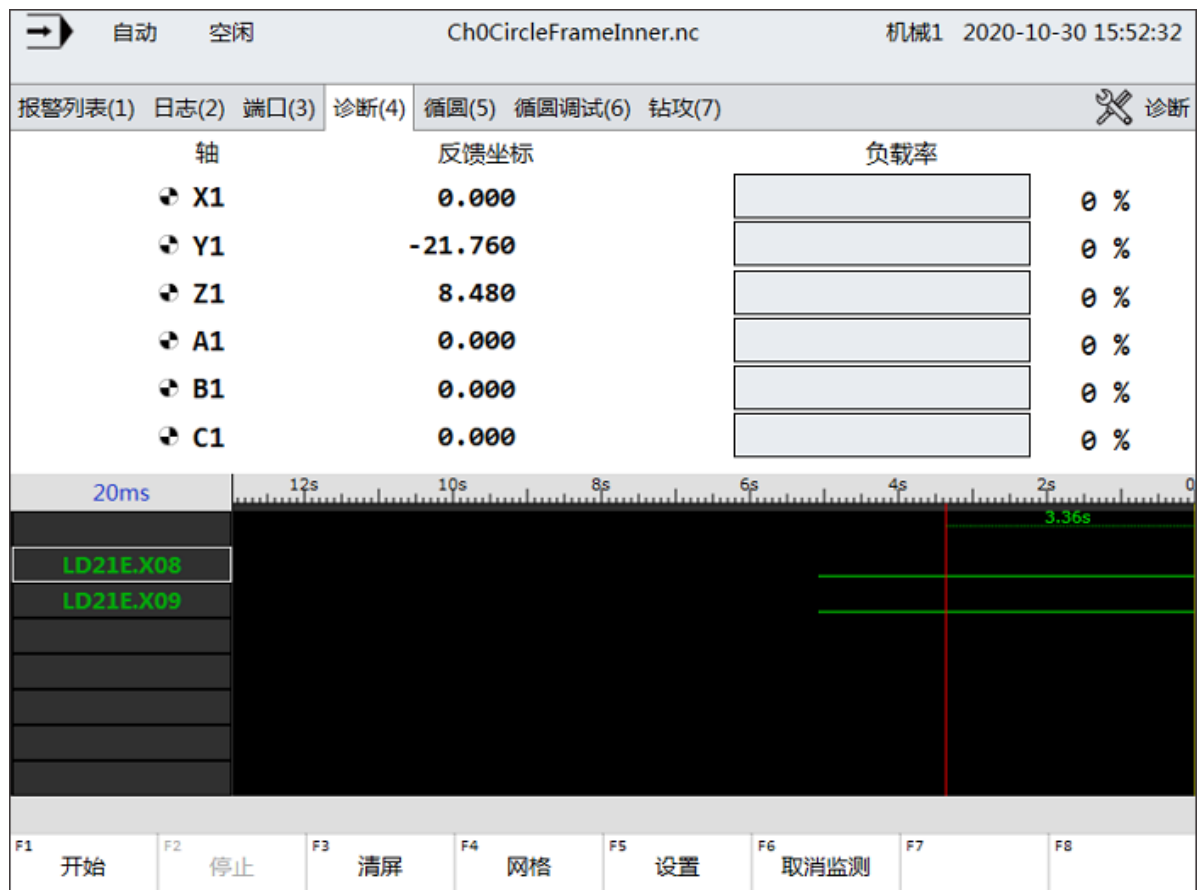 自动 空闲 Ch0CircleFrameInner.nc 机械1 2020-10-30 15:52:32
报警列表(1) 日志(2) 端口(3) 诊断(4) 循圆(5) 循圆调试(6) 钻攻(7) 诊断
轴 反馈坐标 负载率
X1 0.000 0 %
Y1 -21.760 0 %
Z1 8.480 0 %
A1 0.000 0 %
B1 0.000 0 %
C1 0.000 0 %
20ms 12s 10s 8s 6s 4s 2s 0
3.36s
LD21E.X08
LD21E.X09
F1 开始 F2 停止 F3 清屏 F4 网格 F5 设置 F6 取消监测 F7 F8